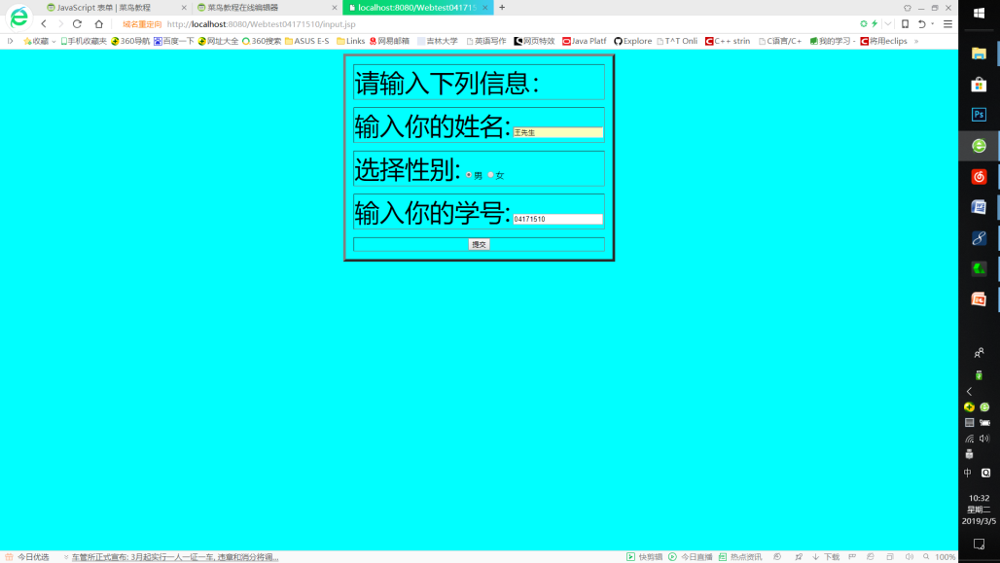 JavaScript 表单 | 菜鸟教程
菜鸟教程在线编辑器
localhost:8080/Webtest041715
域名重定向 http://localhost:8080/Webtest04171510/input.jsp
收藏 手机收藏夹 360导航 百度一下 网址大全 360搜索 ASUS E-S Links 网易邮箱 吉林大学 英语写作 网页特效 Java Platf Explore T^T Onli C++ strin C语言/C+ 我的学习 - 将用eclips »
请输入下列信息：
输入你的姓名: 王先生
选择性别: 男 女
输入你的学号: 04171510
提交
Ps
中
10:32
星期二
2019/3/5
今日优选 车管所正式宣布: 3月起实行一人一证一车, 违章和消分将调... 快剪辑 今日直播 热点资讯 下载 100%